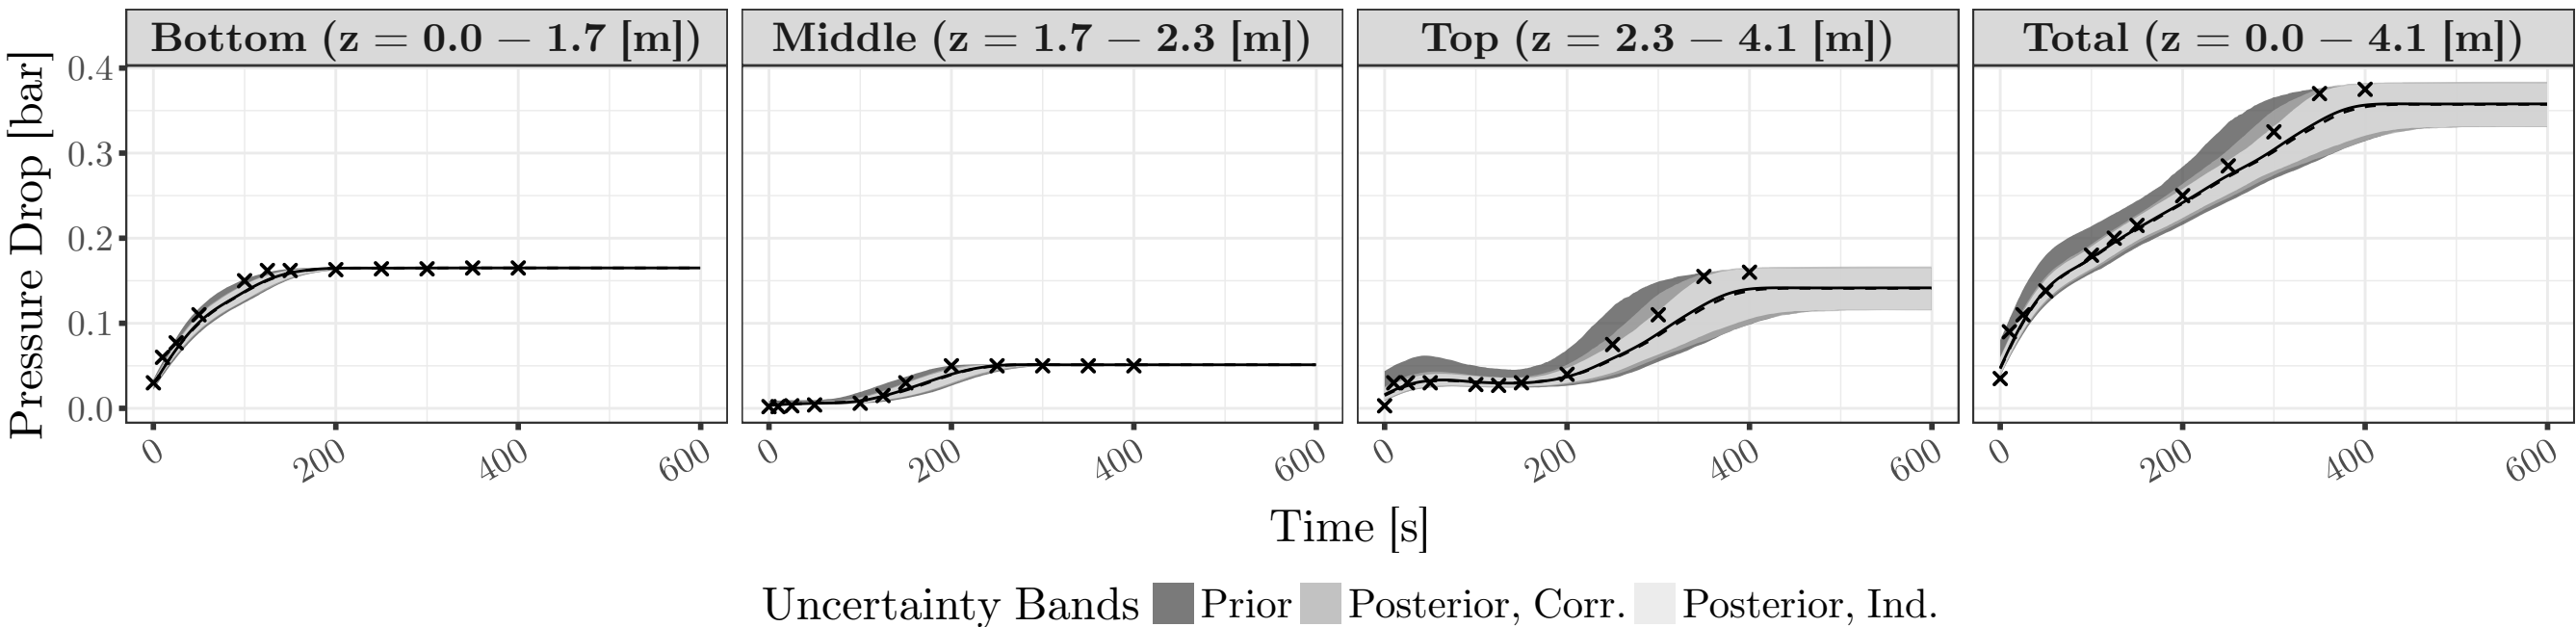 Bottom (z = 0.0 − 1.7 [m])
Middle (z = 1.7 − 2.3 [m])
Top (z = 2.3 − 4.1 [m])
Total (z = 0.0 − 4.1 [m])
Pressure Drop [bar]
0.4
0.3
0.2
0.1
0.0
0 200 400 600
0 200 400 600
0 200 400 600
0 200 400 600
Time [s]
Uncertainty Bands Prior Posterior, Corr. Posterior, Ind.